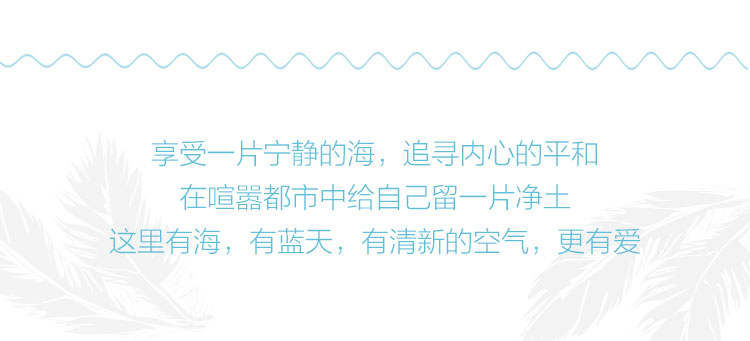 享受一片宁静的海，追寻内心的平和
在喧嚣都市中给自己留一片净土
这里有海，有蓝天，有清新的空气，更有爱